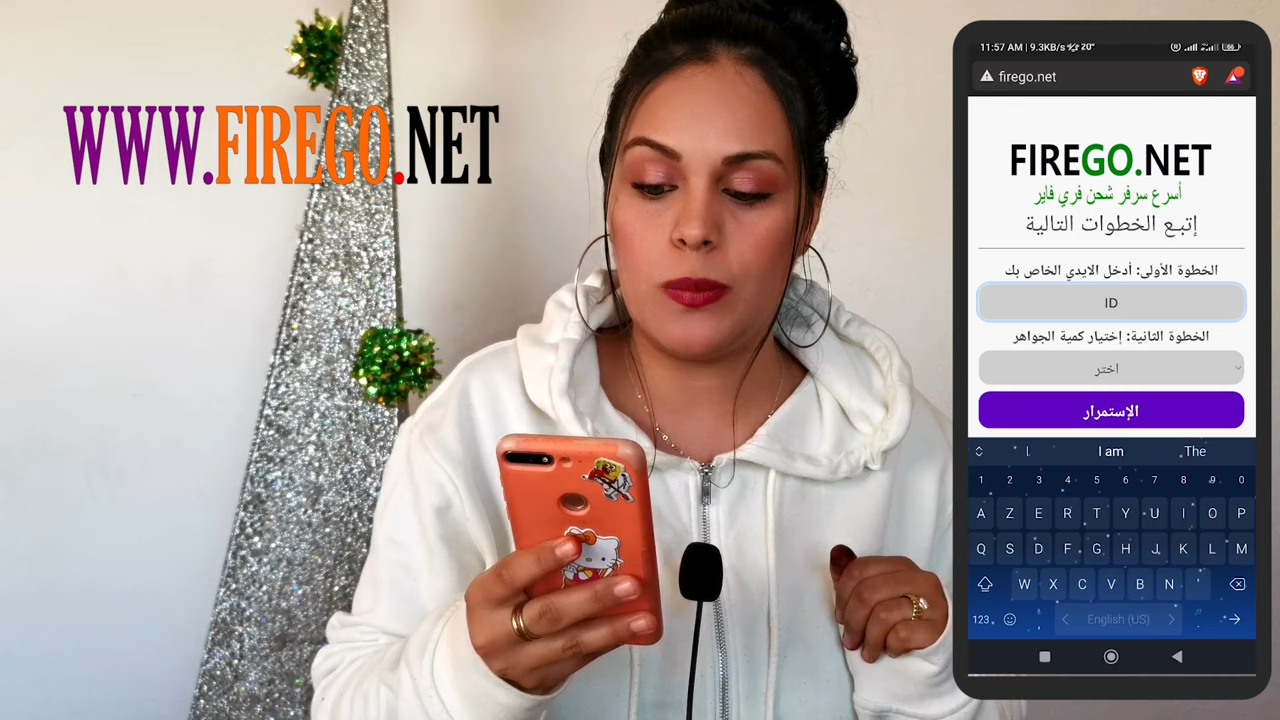 WWW.FIREGO.NET
11:57 AM | 9.3KB/s 20°
firego.net
FIREGO.NET
أسرع سرفر شحن فري فاير
إتبع الخطوات التالية
الخطوة الأولى: أدخل الايدي الخاص بك
ID
الخطوة الثانية: إختيار كمية الجواهر
اختر
الإستمرار
I am The
1 2 3 4 5 6 7 8 9 0
A Z E R T Y U I O P
Q S D F G H J K L M
W X C V B N '
123 English (US)